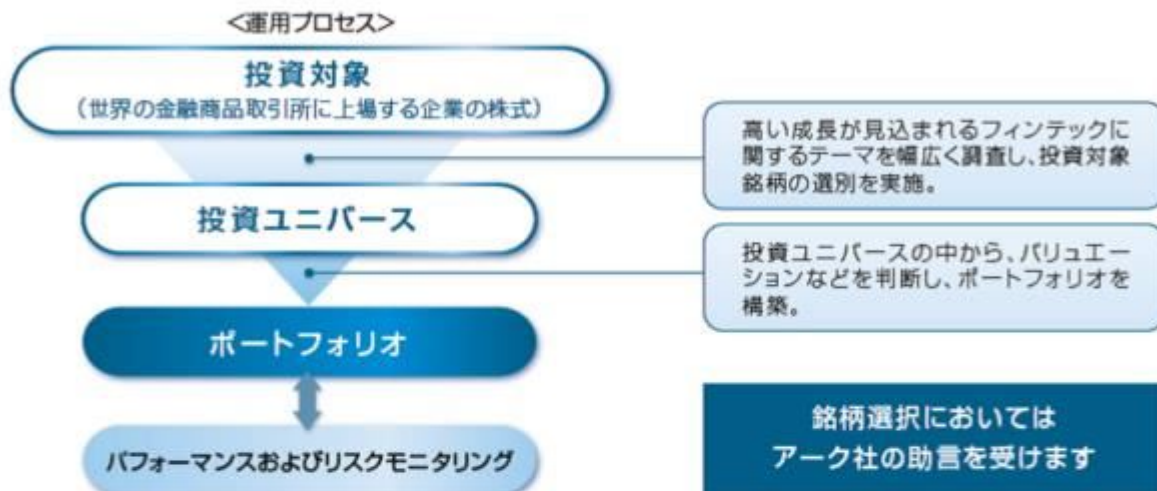 <運用プロセス>
投資対象
（世界の金融商品取引所に上場する企業の株式）
高い成長が見込まれるフィンテックに
関するテーマを幅広く調査し、投資対象
銘柄の選別を実施。
投資ユニバース
投資ユニバースの中から、バリュエー
ションなどを判断し、ポートフォリオを
構築。
ポートフォリオ
パフォーマンスおよびリスクモニタリング
銘柄選択においては
アーク社の助言を受けます